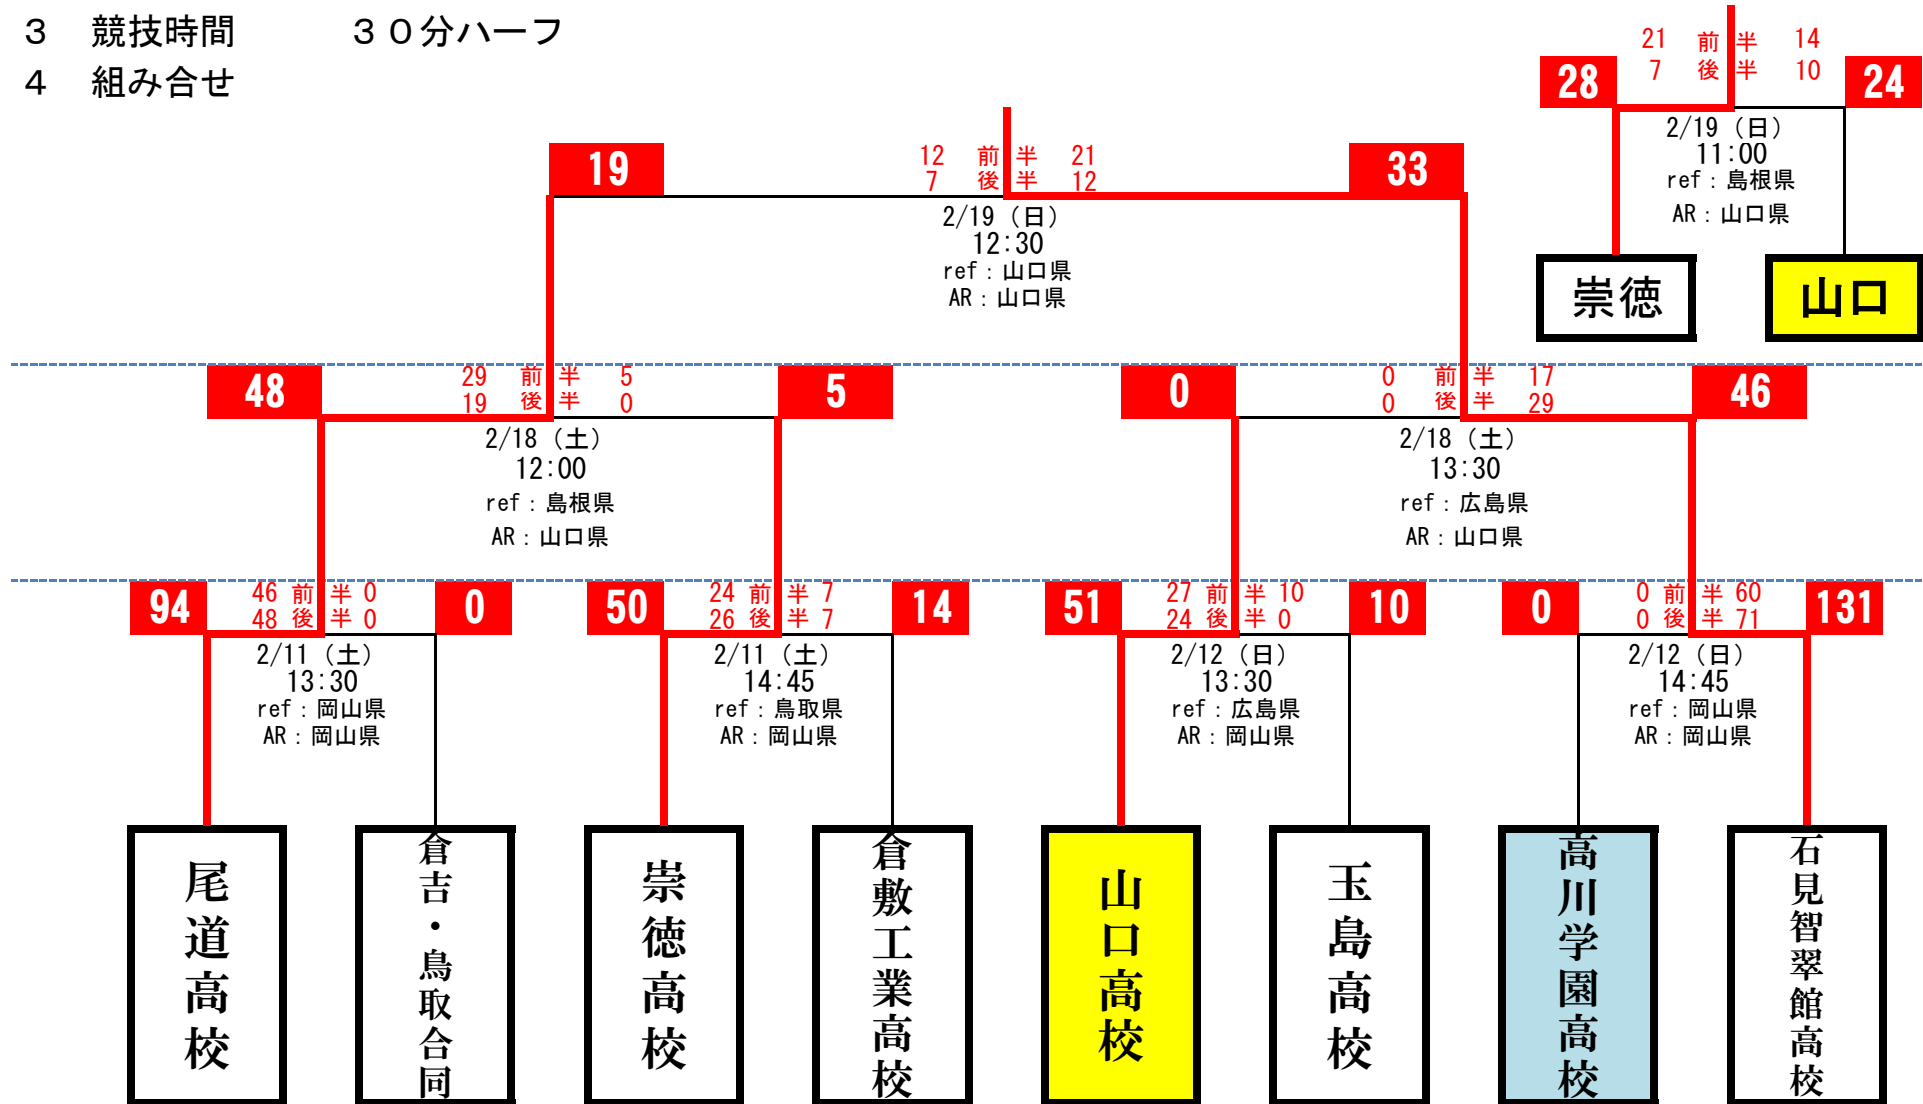 ３　競技時間　　　３０分ハーフ
４　組み合せ
21 前 半 14
7 後 半 10
28
24
2/19（日）
11:00
ref：島根県
AR：山口県
崇徳
山口
19
12 前 半 21
7 後 半 12
33
2/19（日）
12:30
ref：山口県
AR：山口県
48
29 前 半 5
19 後 半 0
5
2/18（土）
12:00
ref：島根県
AR：山口県
0
0 前 半 17
0 後 半 29
46
2/18（土）
13:30
ref：広島県
AR：山口県
94
46 前 半 0
48 後 半 0
0
2/11（土）
13:30
ref：岡山県
AR：岡山県
50
24 前 半 7
26 後 半 7
14
2/11（土）
14:45
ref：鳥取県
AR：岡山県
51
27 前 半 10
24 後 半 0
10
2/12（日）
13:30
ref：広島県
AR：岡山県
0
0 前 半 60
0 後 半 71
131
2/12（日）
14:45
ref：岡山県
AR：岡山県
尾道高校
倉吉・鳥取合同
崇徳高校
倉敷工業高校
山口高校
玉島高校
高川学園高校
石見智翠館高校